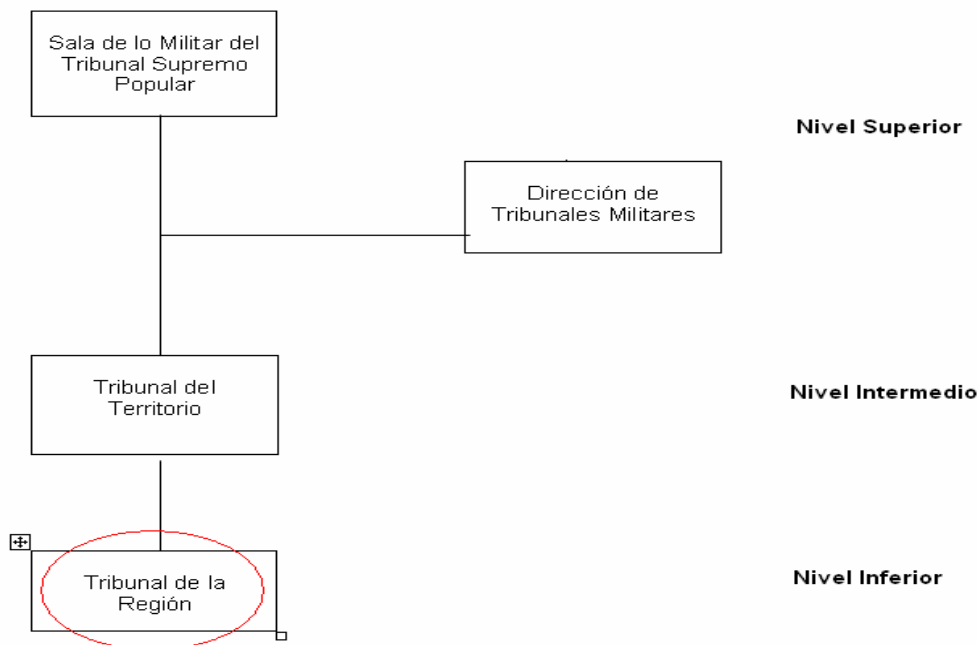 Sala de lo Militar del
Tribunal Supremo
Popular
Nivel Superior
Dirección de
Tribunales Militares
Tribunal del
Territorio
Nivel Intermedio
Tribunal de la
Región
Nivel Inferior